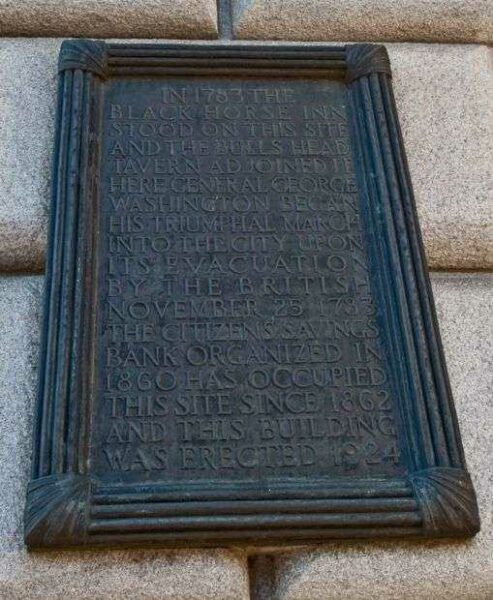 IN 1783 THE
BLACK HORSE INN
STOOD ON THIS SITE
AND THE BULLS HEAD
TAVERN ADJOINED IT
HERE GENERAL GEORGE
WASHINGTON BEGAN
HIS TRIUMPHAL MARCH
INTO THE CITY UPON
ITS EVACUATION
BY THE BRITISH
NOVEMBER 25 1783
THE CITIZENS SAVINGS
BANK ORGANIZED IN
1860 HAS OCCUPIED
THIS SITE SINCE 1862
AND THIS BUILDING
WAS ERECTED 1924